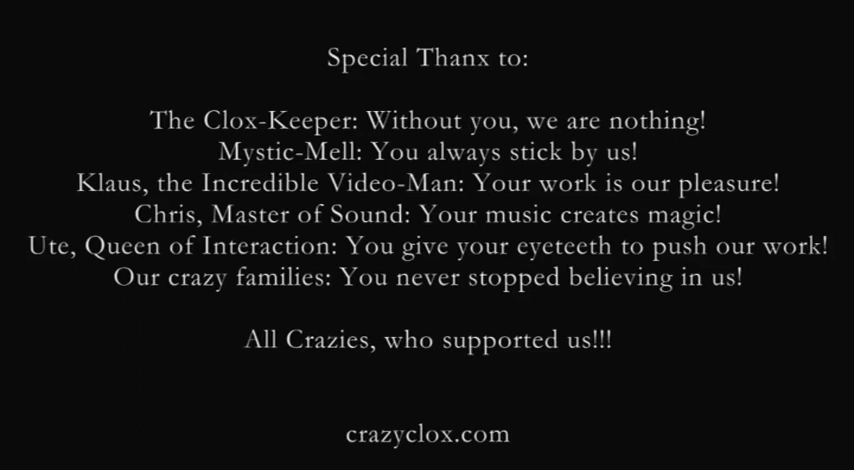 Special Thanx to:
The Clox-Keeper: Without you, we are nothing!
Mystic-Mell: You always stick by us!
Klaus, the Incredible Video-Man: Your work is our pleasure!
Chris, Master of Sound: Your music creates magic!
Ute, Queen of Interaction: You give your eyeteeth to push our work!
Our crazy families: You never stopped believing in us!
All Crazies, who supported us!!!
crazyclox.com